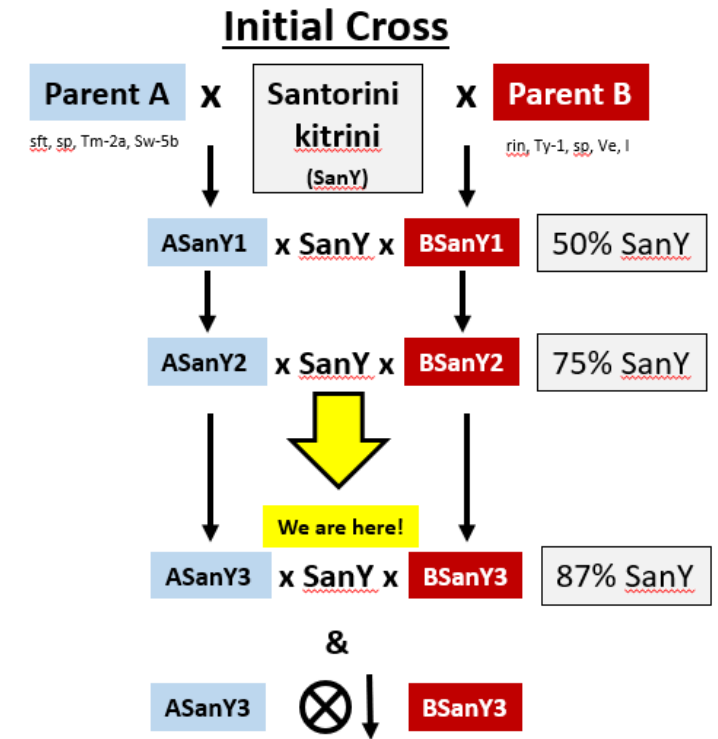 Initial Cross
Parent A x Santorini kitrini (SanY) x Parent B
sft, sp, Tm-2a, Sw-5b
rin, Ty-1, sp, Ve, I
ASanY1 x SanY x BSanY1 50% SanY
ASanY2 x SanY x BSanY2 75% SanY
We are here!
ASanY3 x SanY x BSanY3 87% SanY
&
ASanY3 BSanY3